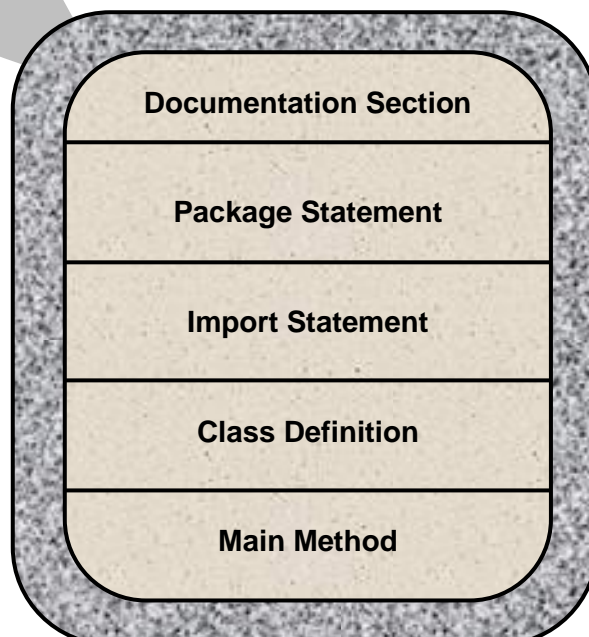 Documentation Section
Package Statement
Import Statement
Class Definition
Main Method